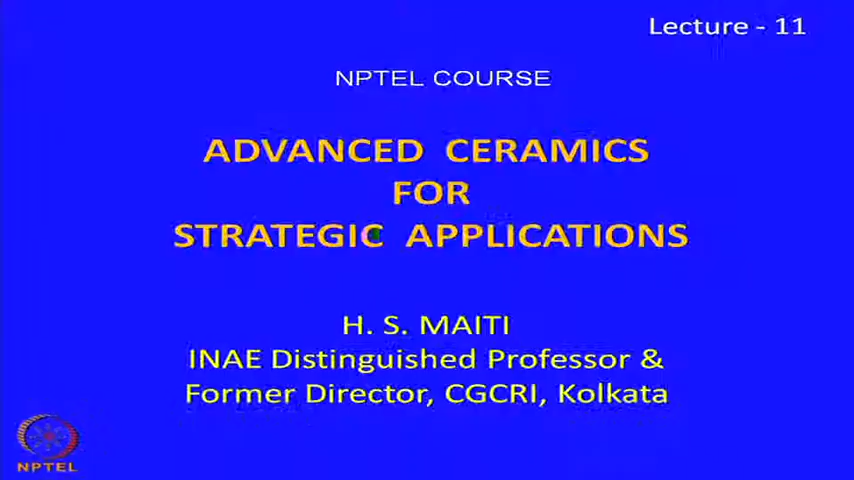 Lecture - 11
NPTEL COURSE
ADVANCED CERAMICS
FOR
STRATEGIC APPLICATIONS
H. S. MAITI
INAE Distinguished Professor &
Former Director, CGCRI, Kolkata
NPTEL